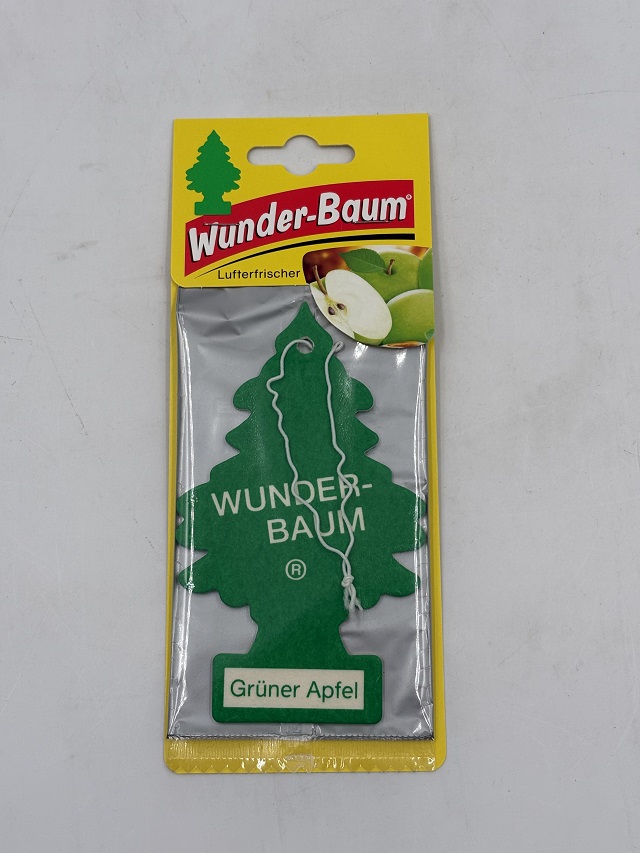 Wunder-Baum®
Lufterfrischer
WUNDER-
BAUM
®
Grüner Apfel